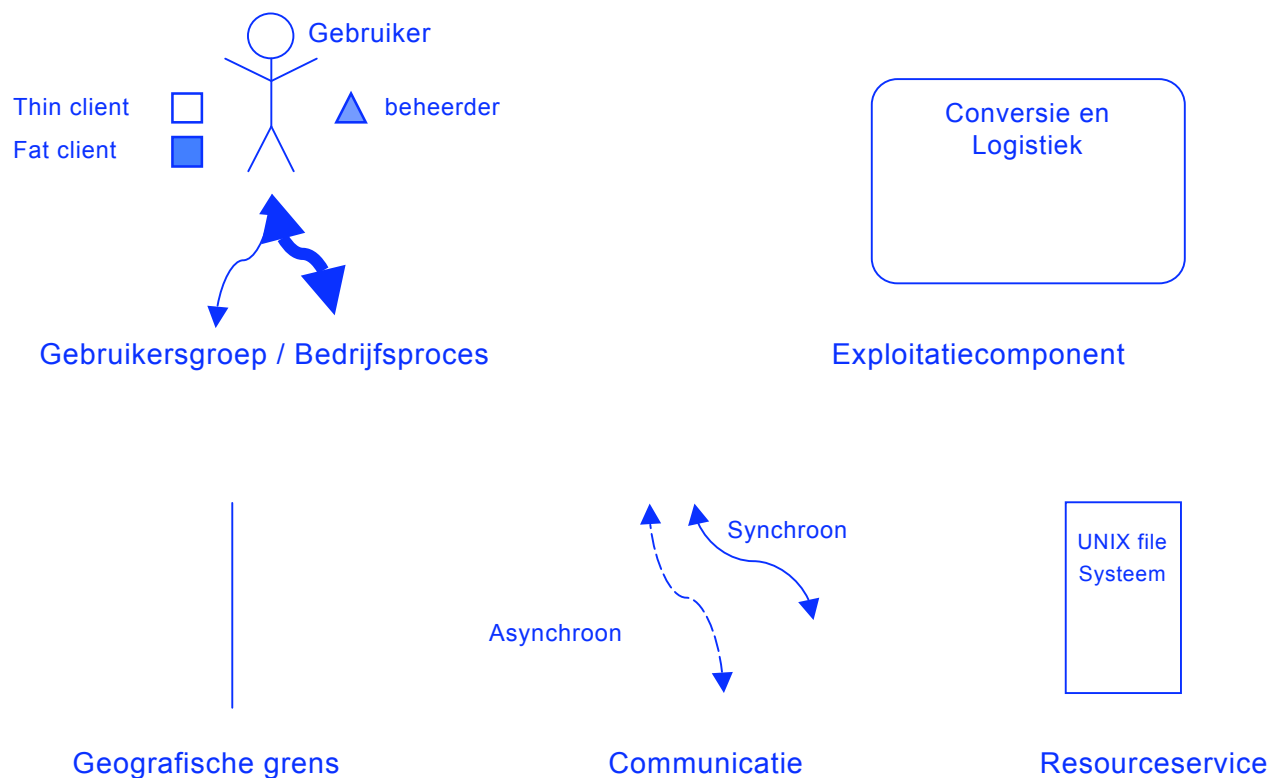 Gebruiker
Thin client
beheerder
Fat client
Gebruikersgroep / Bedrijfsproces
Conversie en
Logistiek
Exploitatiecomponent
Geografische grens
Synchroon
Asynchroon
Communicatie
UNIX file
Systeem
Resourceservice